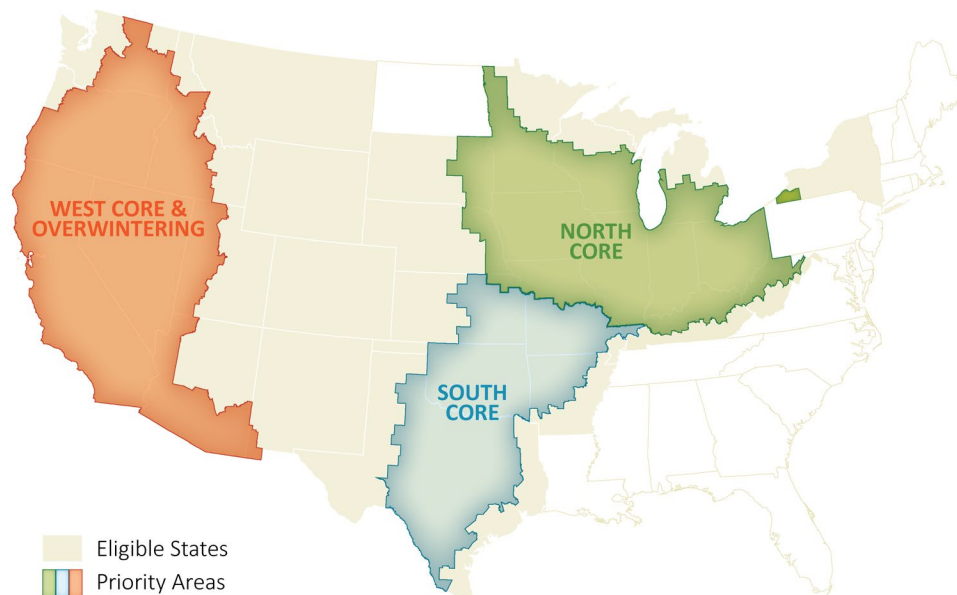 WEST CORE &
OVERWINTERING
NORTH
CORE
SOUTH
CORE
Eligible States
Priority Areas